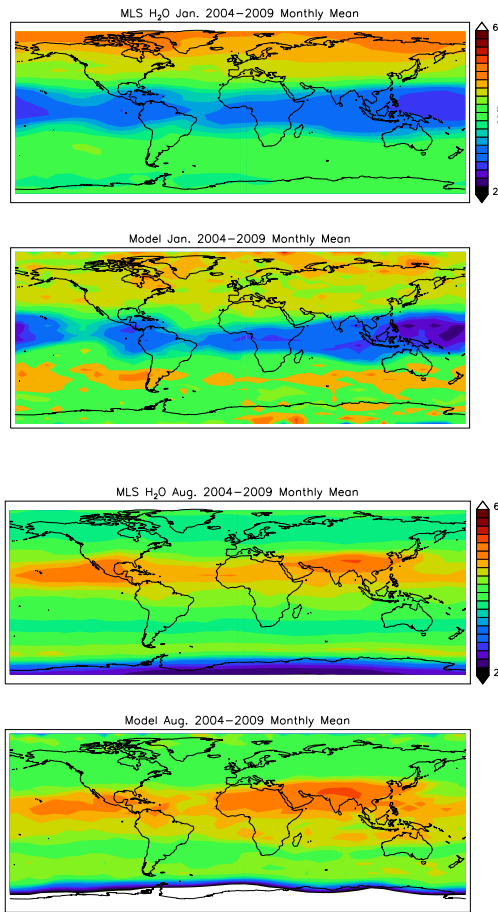 MLS H₂O Jan. 2004−2009 Monthly Mean
6
2
Model Jan. 2004−2009 Monthly Mean
MLS H₂O Aug. 2004−2009 Monthly Mean
6
2
Model Aug. 2004−2009 Monthly Mean